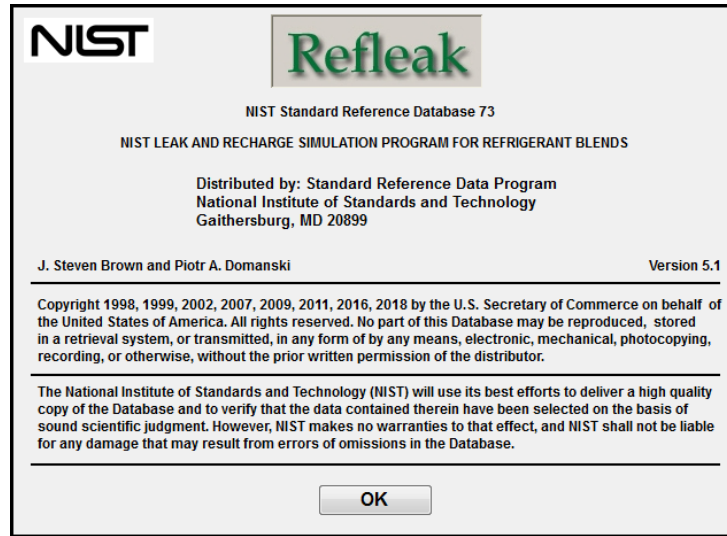 NIST
Refleak
NIST Standard Reference Database 73
NIST LEAK AND RECHARGE SIMULATION PROGRAM FOR REFRIGERANT BLENDS
Distributed by: Standard Reference Data Program
National Institute of Standards and Technology
Gaithersburg, MD 20899
J. Steven Brown and Piotr A. Domanski Version 5.1
Copyright 1998, 1999, 2002, 2007, 2009, 2011, 2016, 2018 by the U.S. Secretary of Commerce on behalf of
the United States of America. All rights reserved. No part of this Database may be reproduced, stored
in a retrieval system, or transmitted, in any form of by any means, electronic, mechanical, photocopying,
recording, or otherwise, without the prior written permission of the distributor.
The National Institute of Standards and Technology (NIST) will use its best efforts to deliver a high quality
copy of the Database and to verify that the data contained therein have been selected on the basis of
sound scientific judgment. However, NIST makes no warranties to that effect, and NIST shall not be liable
for any damage that may result from errors of omissions in the Database.
OK